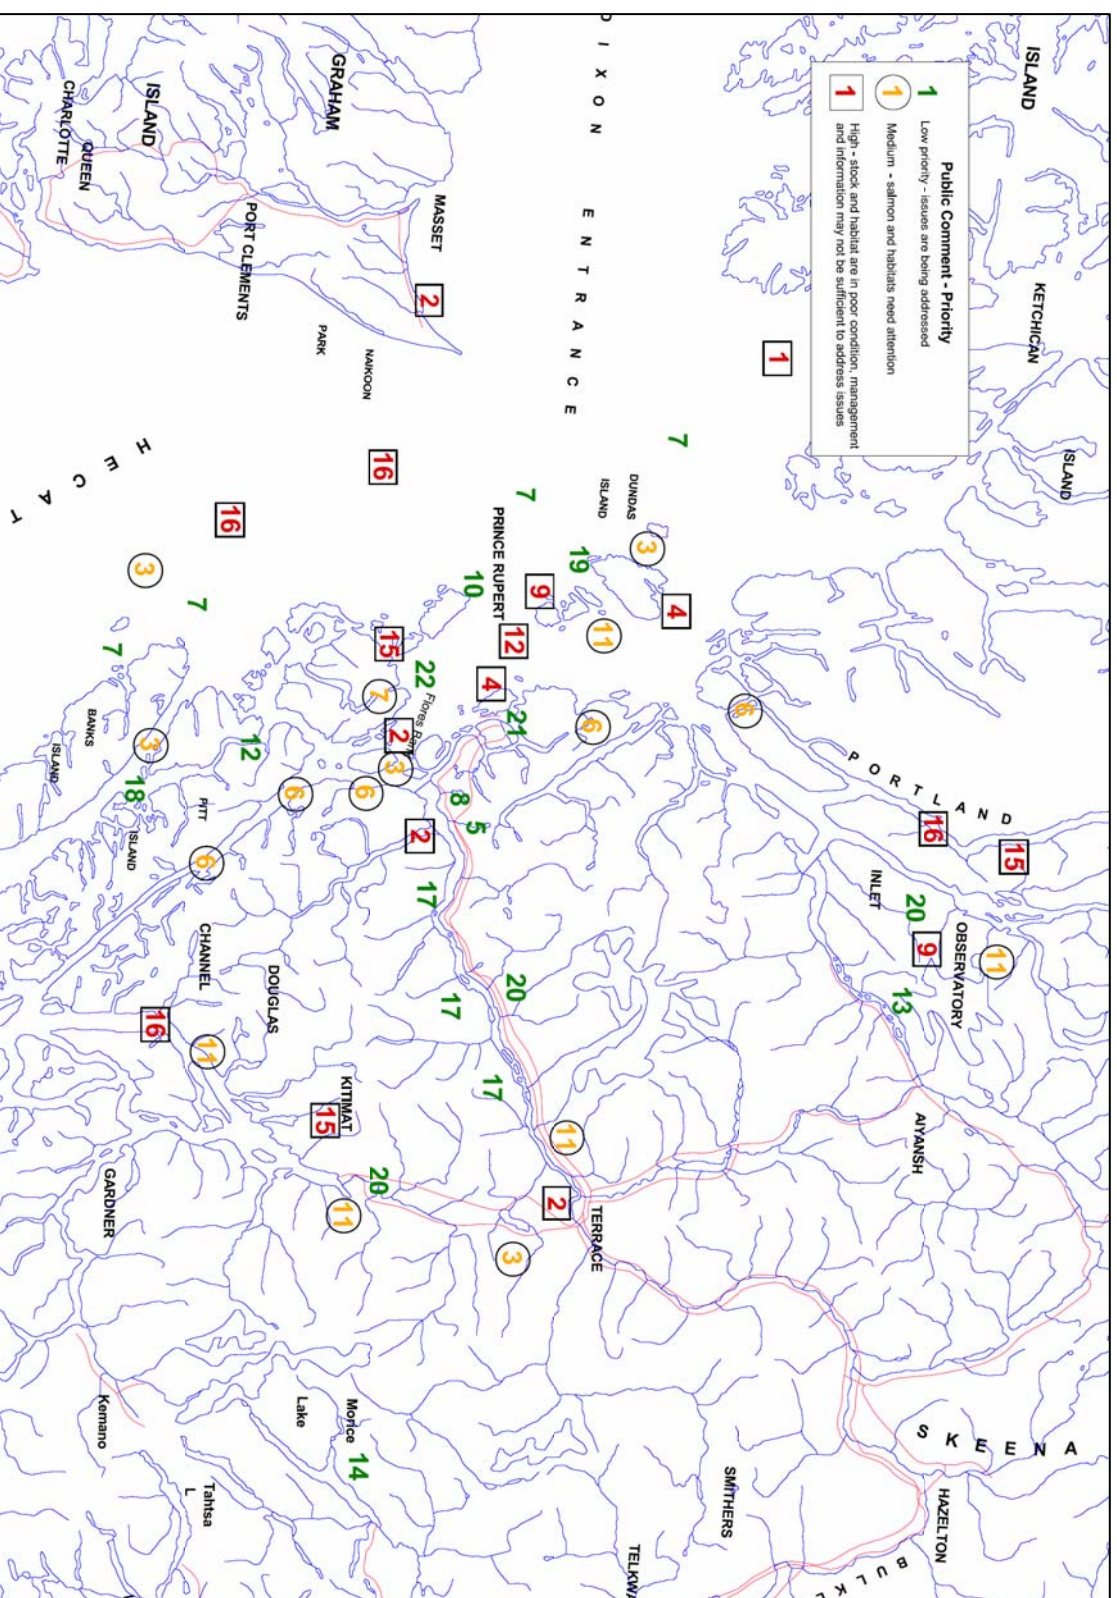 ISLAND
KETCHICAN
ISLAND
Public Comment - Priority
1 Low priority - issues are being addressed
1 Medium - salmon and habitats need attention
1 High - stock and habitat are in poor condition, management
and information may not be sufficient to address issues
SKEENA
15
11
PORTLAND
OBSERVATORY
HAZELTON
16
9
20
AIYANSH
13
INLET
BULK
1
6
SMITHERS
7
4
3
DUNDAS
ISLAND
TELKWA
11
DIXON ENTRANCE
TERRACE
6
19
11
2
9
7
21
20
12
3
PRINCE RUPERT
4
17
5
10
8
17
MASSET
2
17
22
Flores
2
2
3
15
16
7
20
NAIKOON
6
14
Morice
KITIMAT
11
GRAHAM
15
PARK
Lake
6
DOUGLAS
PORT CLEMENTS
12
16
Tahtsa
L
6
11
CHANNEL
PITT
7
16
ISLAND
3
3
18
ISLAND
7
GARDNER
Kemano
BANKS
QUEEN
CHARLOTTE
ISLAND
HECAT